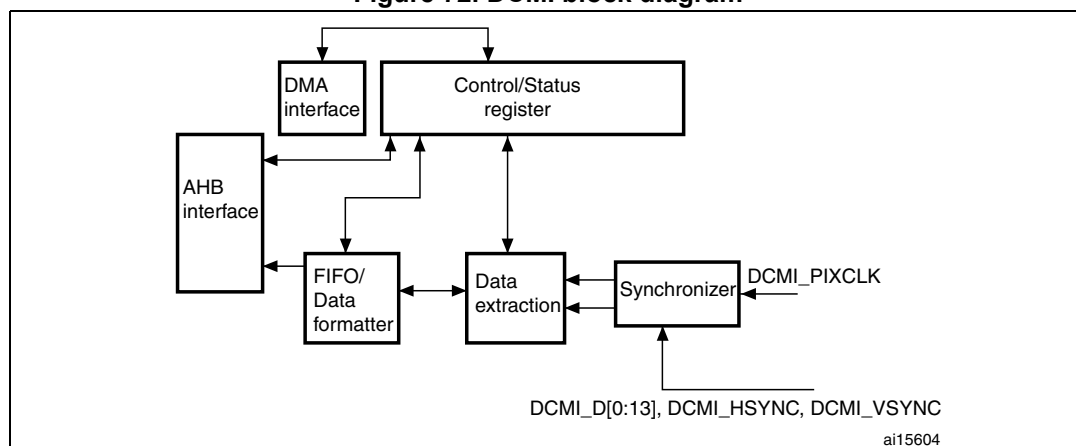 Figure 72. DCMI block diagram
DMA
interface
Control/Status
register
AHB
interface
FIFO/
Data
formatter
Data
extraction
Synchronizer
DCMI_PIXCLK
DCMI_D[0:13], DCMI_HSYNC, DCMI_VSYNC
ai15604